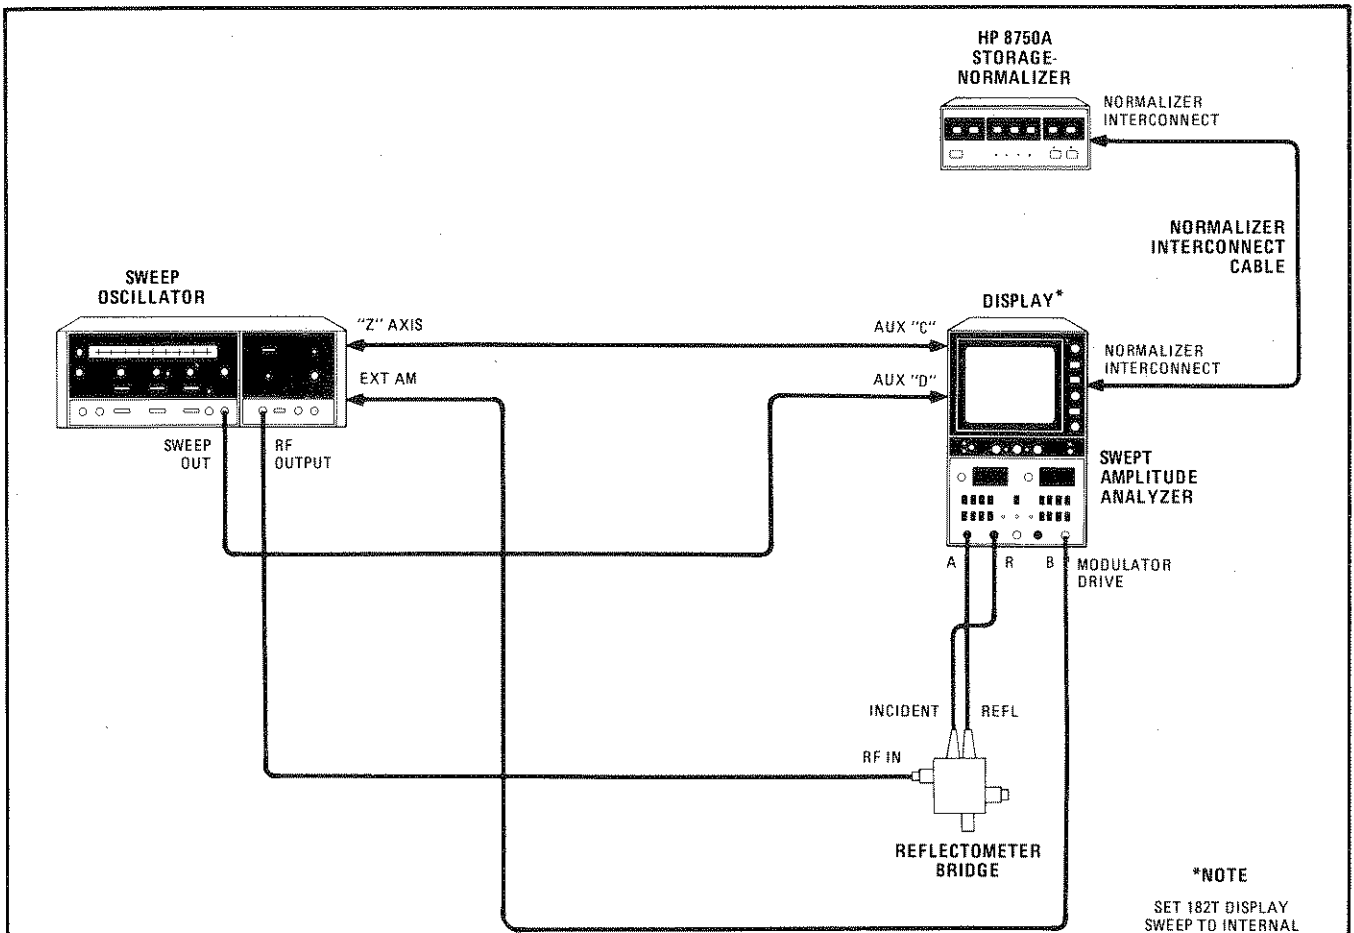 HP 8750A
STORAGE-
NORMALIZER
NORMALIZER
INTERCONNECT
NORMALIZER
INTERCONNECT
CABLE
SWEEP
OSCILLATOR
"Z" AXIS
EXT AM
SWEEP
OUT
RF
OUTPUT
DISPLAY*
AUX "C"
AUX "D"
NORMALIZER
INTERCONNECT
SWEPT
AMPLITUDE
ANALYZER
A
R
B
MODULATOR
DRIVE
INCIDENT
REFL
RF IN
REFLECTOMETER
BRIDGE
*NOTE
SET 182T DISPLAY
SWEEP TO INTERNAL